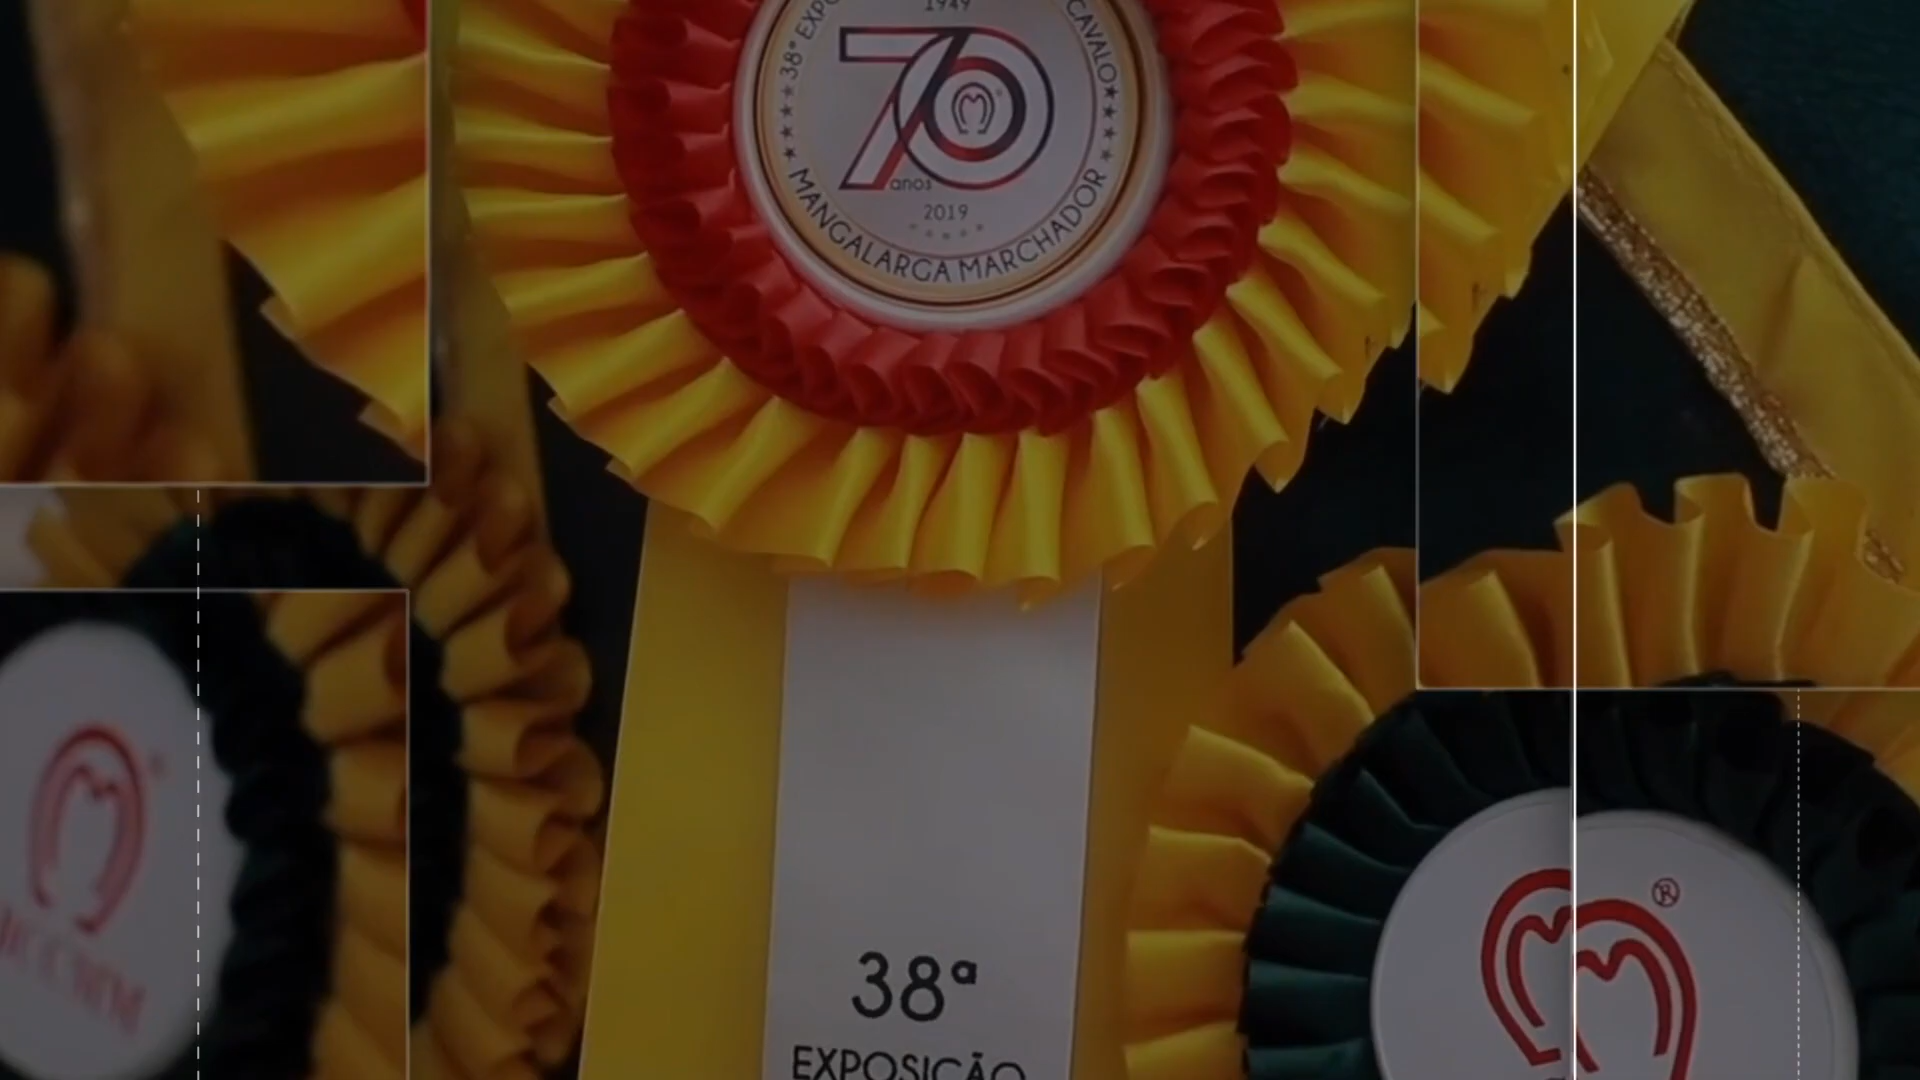 1949
38ª EXPO
CAVALO
70
anos
2019
MANGALARGA MARCHADOR
38ª
EXPOSIÇÃO